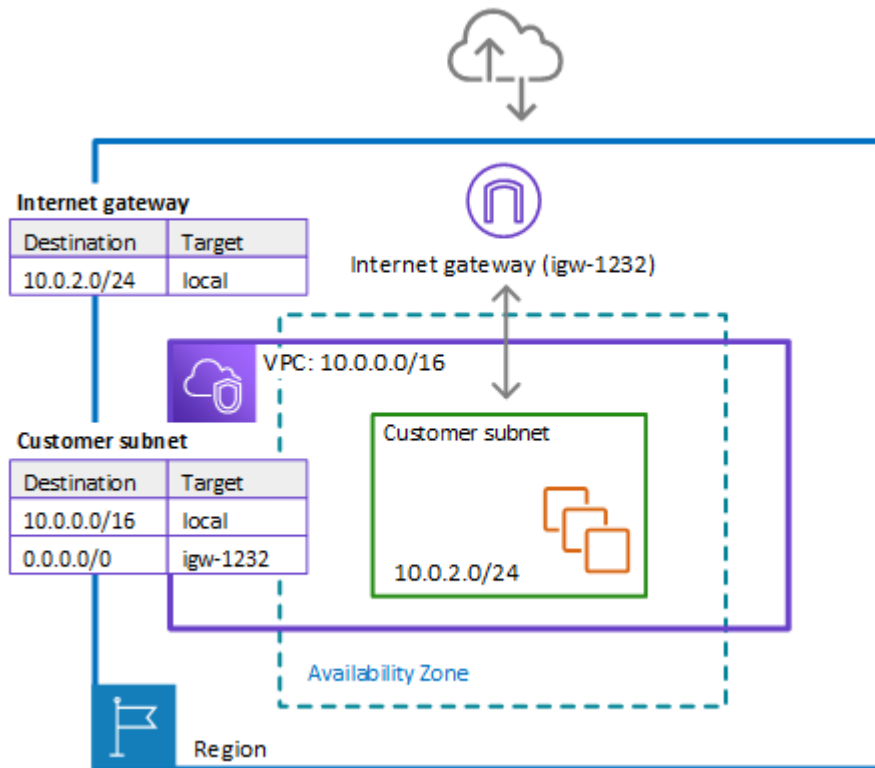 Internet gateway
Destination Target
10.0.2.0/24 local
Internet gateway (igw-1232)
VPC: 10.0.0.0/16
Customer subnet
Destination Target
10.0.0.0/16 local
0.0.0.0/0 igw-1232
Customer subnet
10.0.2.0/24
Availability Zone
Region